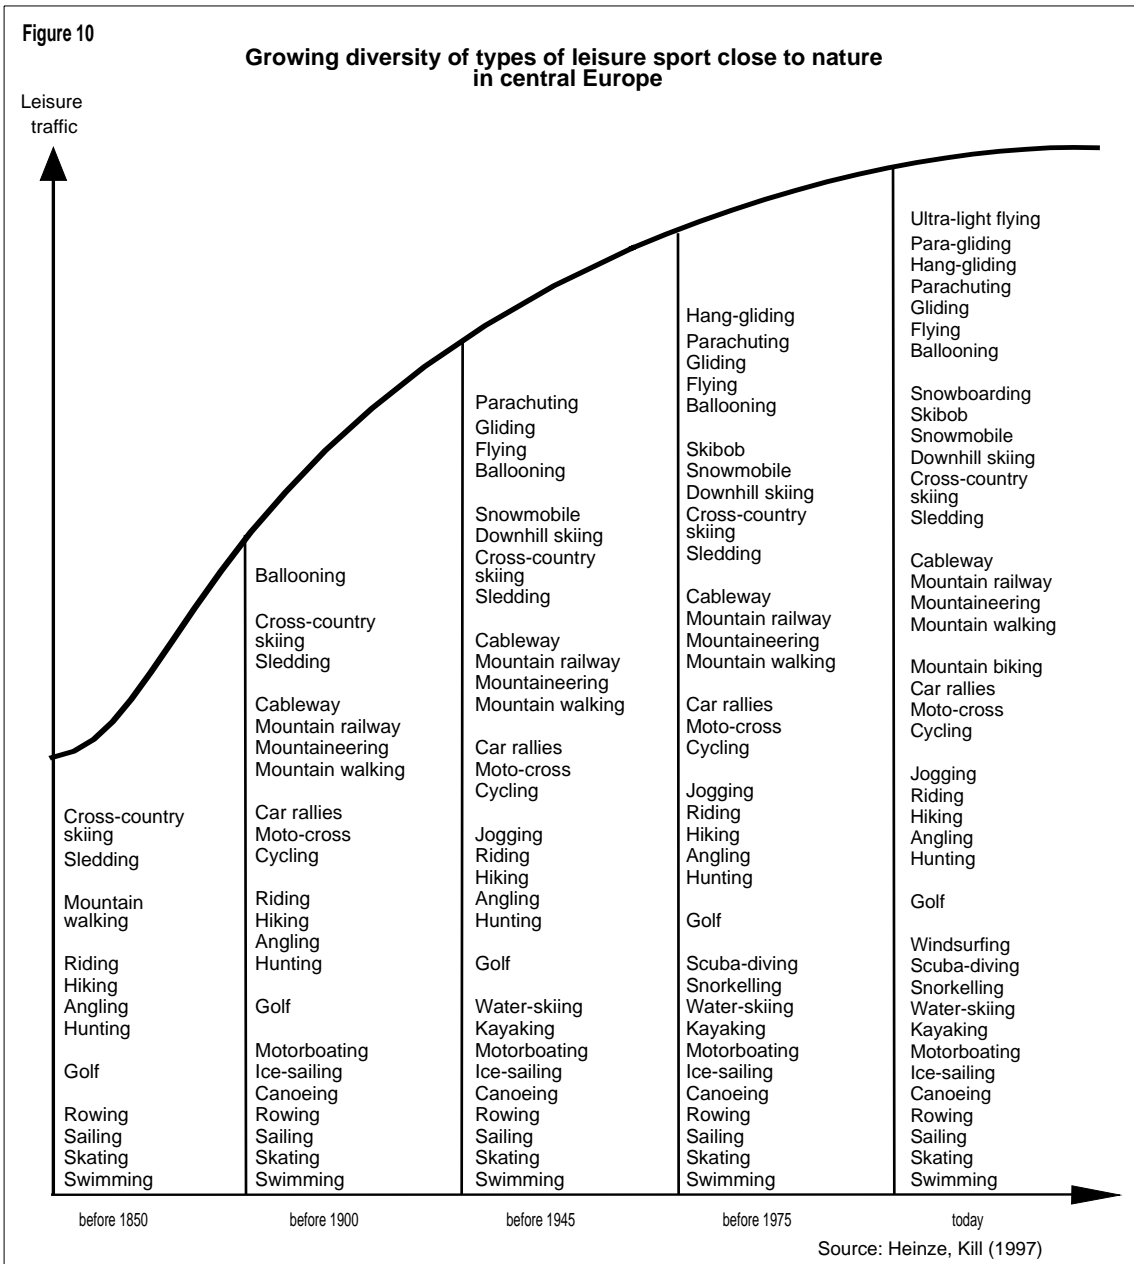 Figure 10
Growing diversity of types of leisure sport close to nature
in central Europe
Leisure
traffic
Cross-country
skiing
Sledding
Mountain
walking
Riding
Hiking
Angling
Hunting
Golf
Rowing
Sailing
Skating
Swimming
before 1850
Ballooning
Cross-country
skiing
Sledding
Cableway
Mountain railway
Mountaineering
Mountain walking
Car rallies
Moto-cross
Cycling
Riding
Hiking
Angling
Hunting
Golf
Motorboating
Ice-sailing
Canoeing
Rowing
Sailing
Skating
Swimming
before 1900
Parachuting
Gliding
Flying
Ballooning
Snowmobile
Downhill skiing
Cross-country
skiing
Sledding
Cableway
Mountain railway
Mountaineering
Mountain walking
Car rallies
Moto-cross
Cycling
Jogging
Riding
Hiking
Angling
Hunting
Golf
Water-skiing
Kayaking
Motorboating
Ice-sailing
Canoeing
Rowing
Sailing
Skating
Swimming
before 1945
Hang-gliding
Parachuting
Gliding
Flying
Ballooning
Skibob
Snowmobile
Downhill skiing
Cross-country
skiing
Sledding
Cableway
Mountain railway
Mountaineering
Mountain walking
Car rallies
Moto-cross
Cycling
Jogging
Riding
Hiking
Angling
Hunting
Golf
Scuba-diving
Snorkelling
Water-skiing
Kayaking
Motorboating
Ice-sailing
Canoeing
Rowing
Sailing
Skating
Swimming
before 1975
Ultra-light flying
Para-gliding
Hang-gliding
Parachuting
Gliding
Flying
Ballooning
Snowboarding
Skibob
Snowmobile
Downhill skiing
Cross-country
skiing
Sledding
Cableway
Mountain railway
Mountaineering
Mountain walking
Mountain biking
Car rallies
Moto-cross
Cycling
Jogging
Riding
Hiking
Angling
Hunting
Golf
Windsurfing
Scuba-diving
Snorkelling
Water-skiing
Kayaking
Motorboating
Ice-sailing
Canoeing
Rowing
Sailing
Skating
Swimming
today
Source: Heinze, Kill (1997)